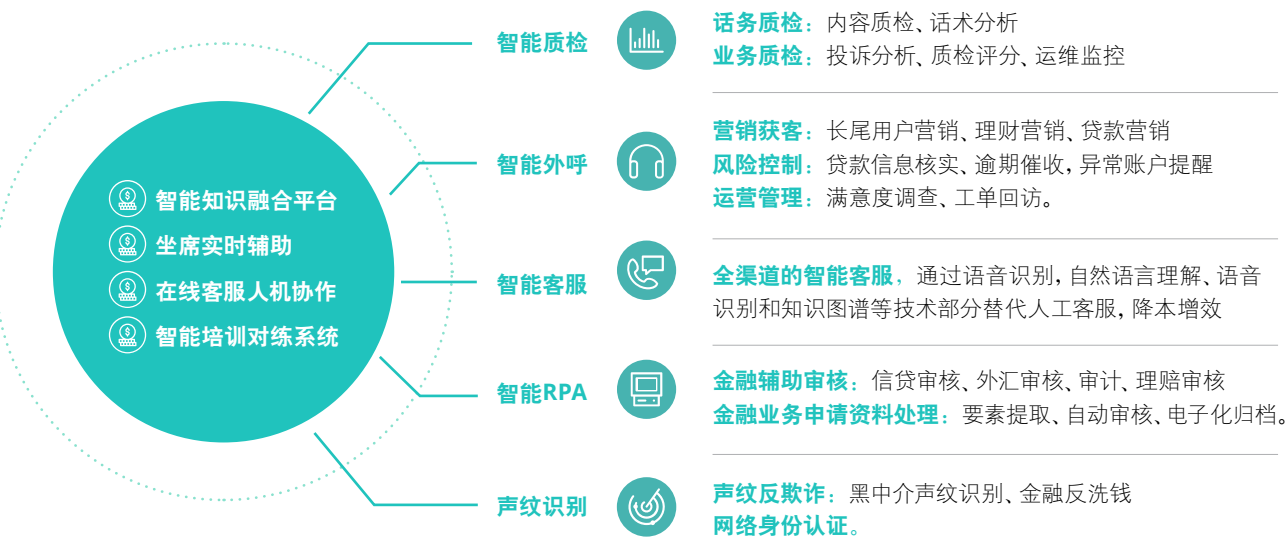 智能知识融合平台
坐席实时辅助
在线客服人机协作
智能培训对练系统
智能质检
话务质检：内容质检、话术分析
业务质检：投诉分析、质检评分、运维监控
智能外呼
营销获客：长尾用户营销、理财营销、贷款营销
风险控制：贷款信息核实、逾期催收，异常账户提醒
运营管理：满意度调查、工单回访。
智能客服
全渠道的智能客服，通过语音识别，自然语言理解、语音
识别和知识图谱等技术部分替代人工客服，降本增效
智能RPA
金融辅助审核：信贷审核、外汇审核、审计、理赔审核
金融业务申请资料处理：要素提取、自动审核、电子化归档。
声纹识别
声纹反欺诈：黑中介声纹识别、金融反洗钱
网络身份认证。